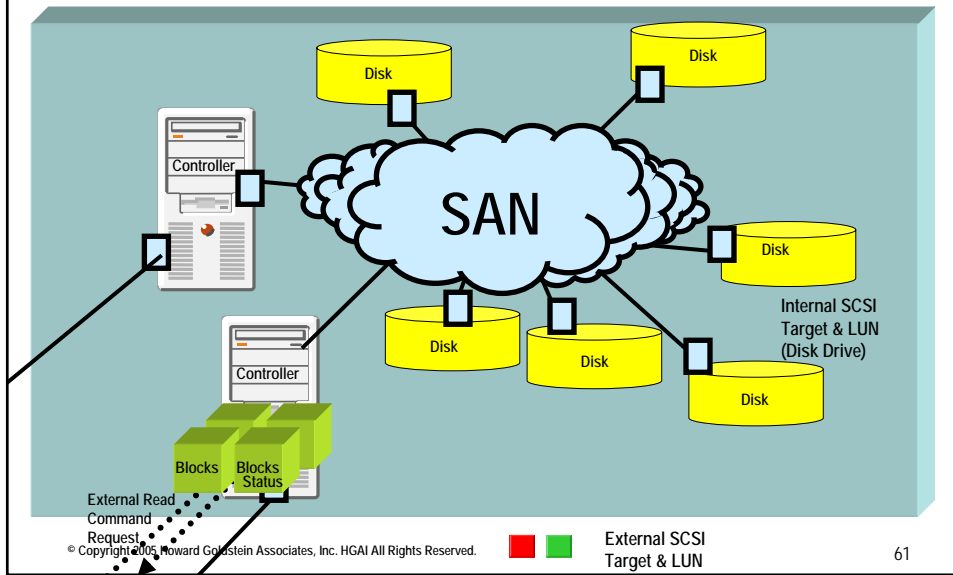 Disk
Disk
Controller
SAN
Disk
Internal SCSI
Target & LUN
(Disk Drive)
Disk
Disk
Disk
Controller
Blocks
Blocks
Status
External Read
Command
Request
© Copyright 2005 Howard Goldstein Associates, Inc. HGAI All Rights Reserved.
External SCSI
Target & LUN
61